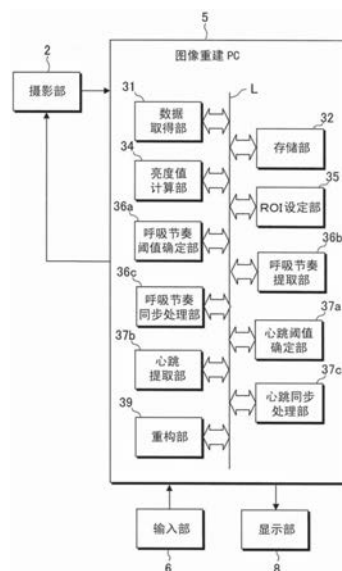 5
2
图像重建 PC
摄影部
31
L
数据
取得部
32
存储部
34
亮度值
计算部
35
ROI设定部
36a
呼吸节奏
阈值确定部
36b
呼吸节奏
提取部
36c
呼吸节奏
同步处理部
37a
心跳阈值
确定部
37b
心跳
提取部
37c
心跳同步
处理部
39
重构部
输入部
6
显示部
8